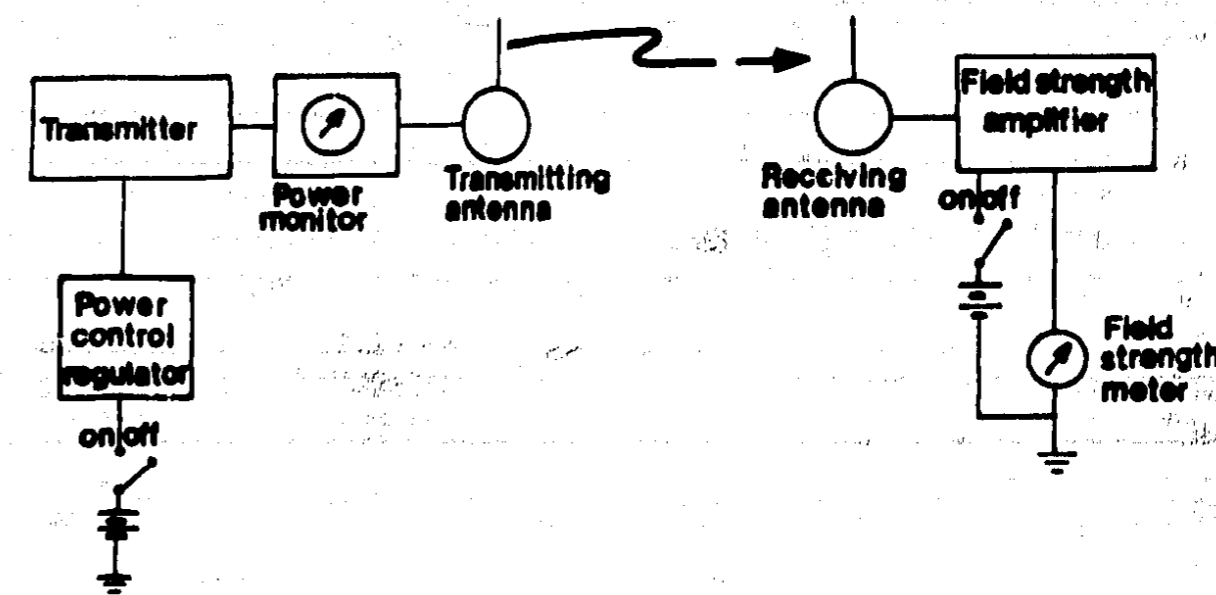 Transmitter
Power
monitor
Transmitting
antenna
Power
control
regulator
on off
Receiving
antenna
Field strength
amplifier
on off
Field
strength
meter